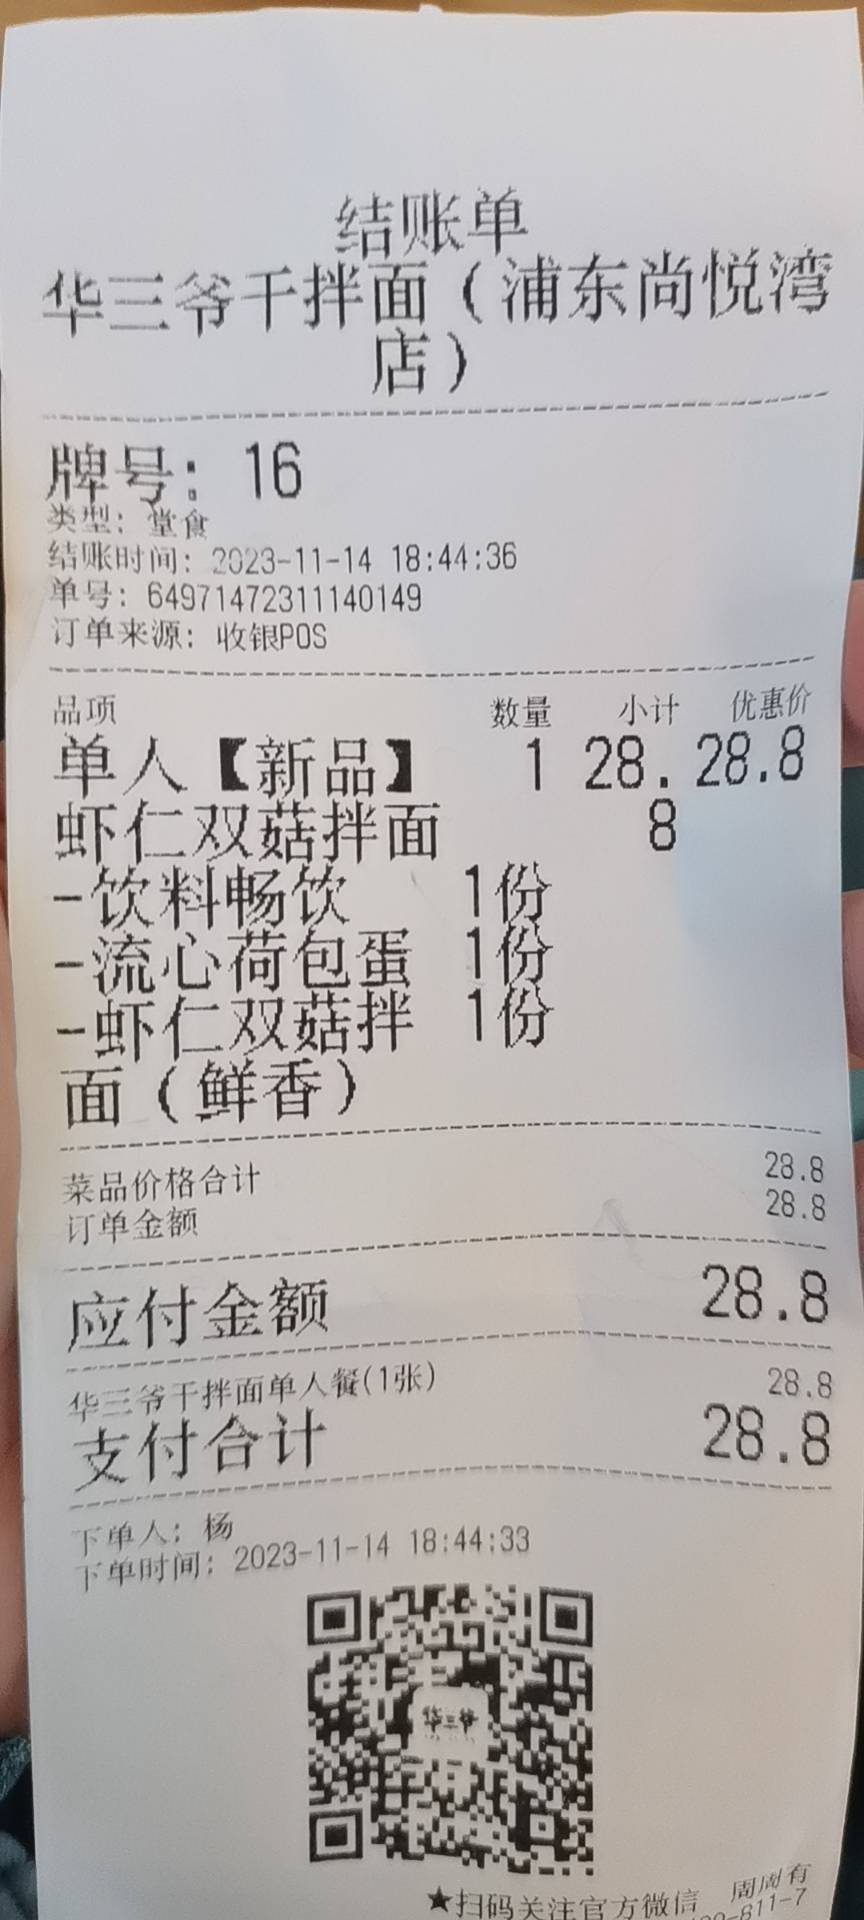 结账单
华三爷干拌面（浦东尚悦湾
店）
牌号：16
类型：堂食
结账时间：2023-11-14 18:44:36
单号：64971472311140149
订单来源：收银POS
品项 数量 小计 优惠价
单人【新品】 1 28. 28.8
虾仁双菇拌面 8
-饮料畅饮 1份
-流心荷包蛋 1份
-虾仁双菇拌 1份
面（鲜香）
菜品价格合计 28.8
订单金额 28.8
应付金额 28.8
华三爷干拌面单人餐(1张) 28.8
支付合计 28.8
下单人：杨
下单时间：2023-11-14 18:44:33
华三爷
★扫码关注官方微信 周周有
-811-7